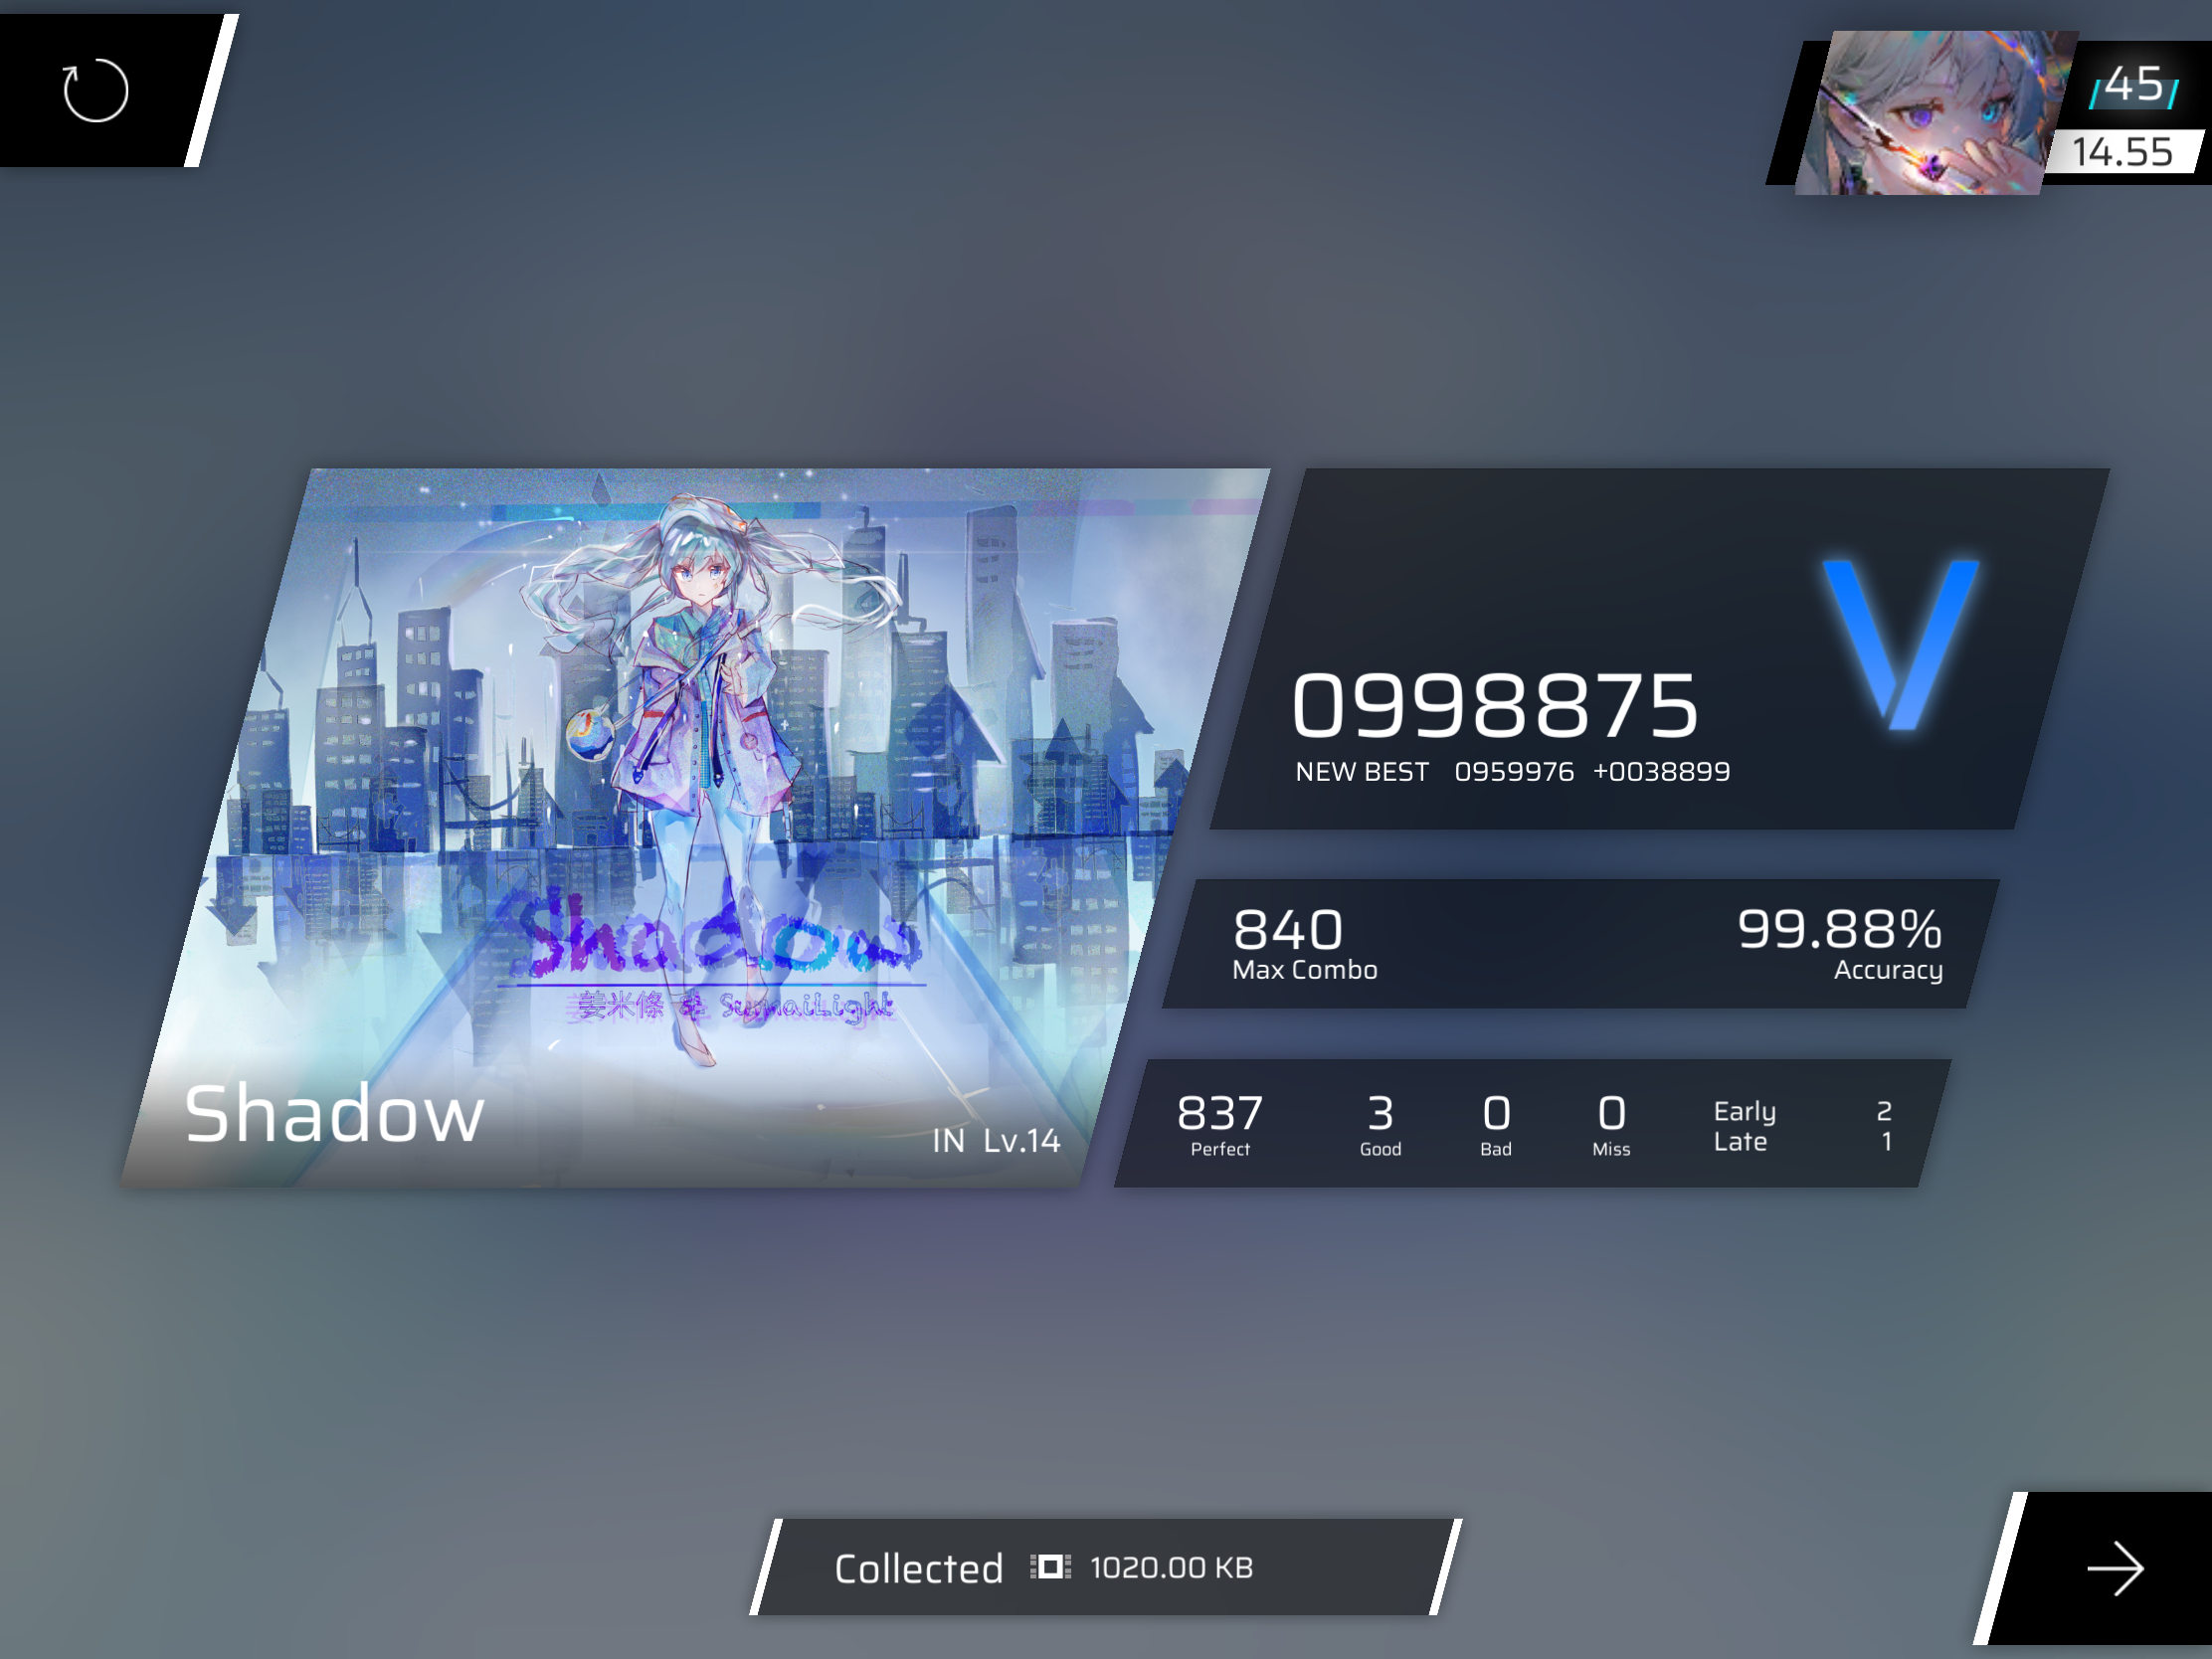 45
14.55
Shadow
姜米條 & SumaiLight
Shadow
IN Lv.14
0998875
V
NEW BEST 0959976 +0038899
840
Max Combo
99.88%
Accuracy
837
Perfect
3
Good
0
Bad
0
Miss
Early 2
Late 1
Collected 1020.00 KB